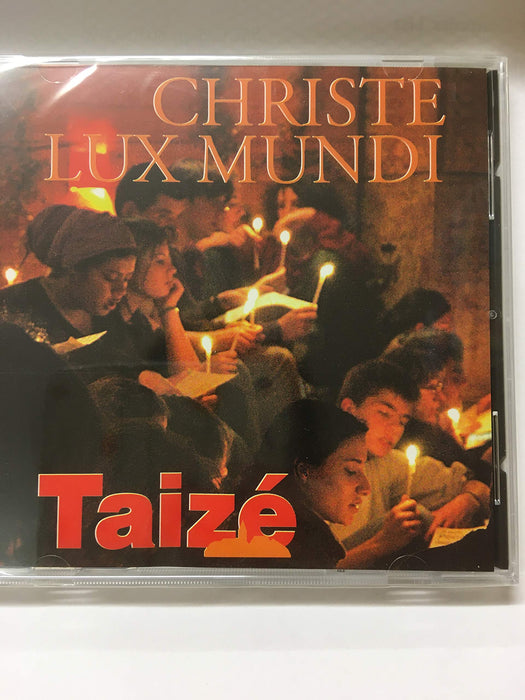 CHRISTE
LUX MUNDI
Taizé